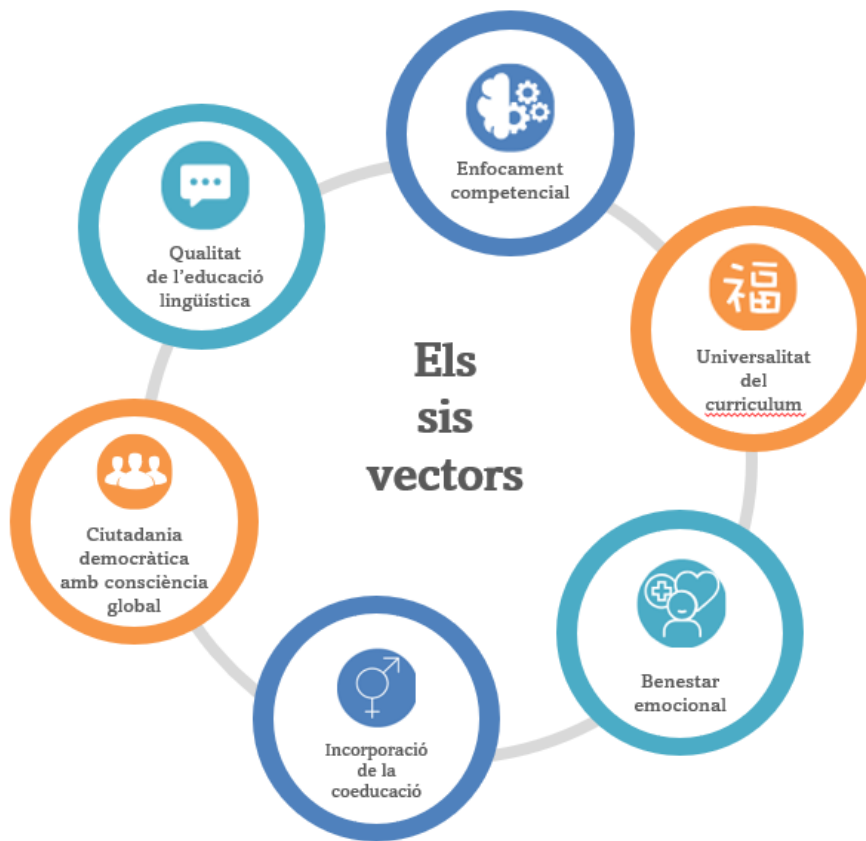 Els
sis
vectors
Enfocament
competencial
福
Universalitat
del
curriculum
Benestar
emocional
Incorporació
de la
coeducació
Ciutadania
democràtica
amb consciència
global
Qualitat
de l'educació
lingüística